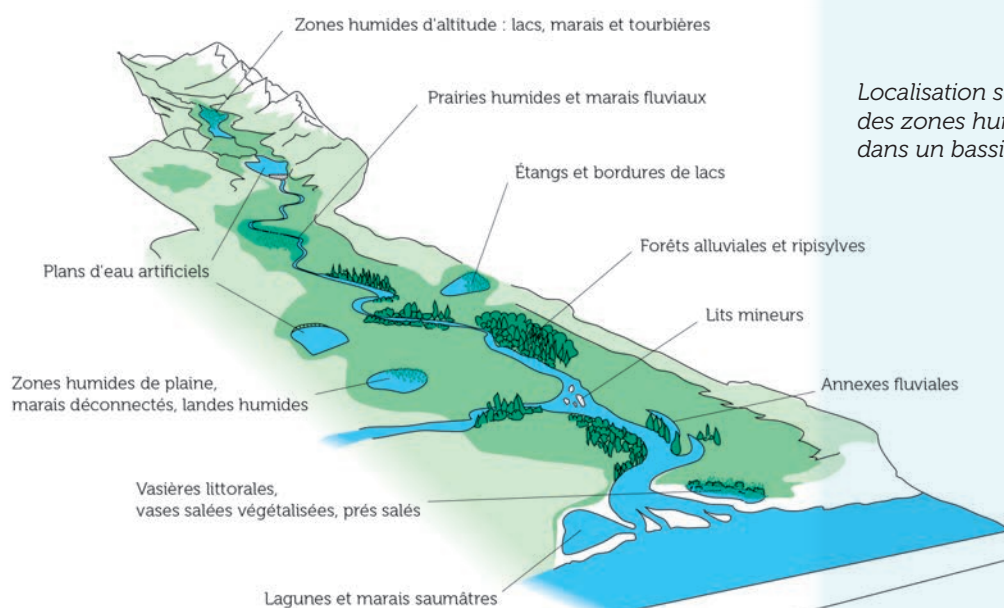 Zones humides d'altitude : lacs, marais et tourbières
Prairies humides et marais fluviaux
Localisation
des zones
dans un
Étangs et bordures de lacs
Forêts alluviales et ripisylves
Plans d'eau artificiels
Lits mineurs
Zones humides de plaine,
marais déconnectés, landes humides
Annexes fluviales
Vasières littorales,
vases salées végétalisées, prés salés
Lagunes et marais saumâtres